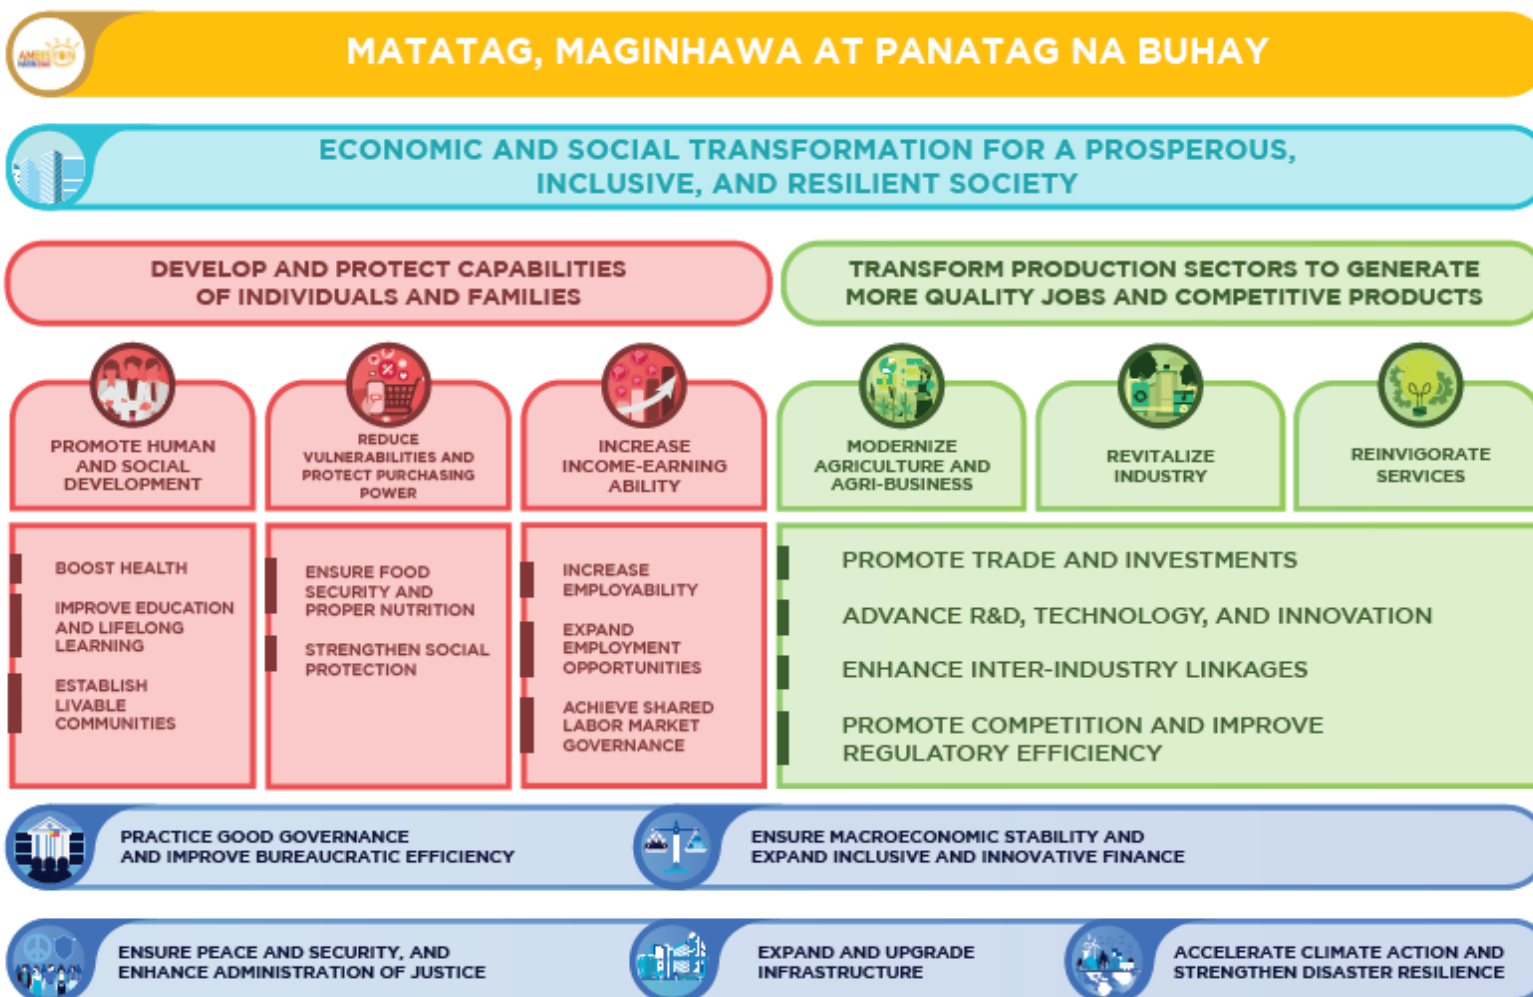 AMBISYON
MATATAG, MAGINHAWA AT PANATAG NA BUHAY
ECONOMIC AND SOCIAL TRANSFORMATION FOR A PROSPEROUS,
INCLUSIVE, AND RESILIENT SOCIETY
DEVELOP AND PROTECT CAPABILITIES
OF INDIVIDUALS AND FAMILIES
TRANSFORM PRODUCTION SECTORS TO GENERATE
MORE QUALITY JOBS AND COMPETITIVE PRODUCTS
PROMOTE HUMAN
AND SOCIAL
DEVELOPMENT
REDUCE
VULNERABILITIES AND
PROTECT PURCHASING
POWER
INCREASE
INCOME-EARNING
ABILITY
MODERNIZE
AGRICULTURE AND
AGRI-BUSINESS
REVITALIZE
INDUSTRY
REINVIGORATE
SERVICES
BOOST HEALTH
IMPROVE EDUCATION
AND LIFELONG
LEARNING
ESTABLISH
LIVABLE
COMMUNITIES
ENSURE FOOD
SECURITY AND
PROPER NUTRITION
STRENGTHEN SOCIAL
PROTECTION
INCREASE
EMPLOYABILITY
EXPAND
EMPLOYMENT
OPPORTUNITIES
ACHIEVE SHARED
LABOR MARKET
GOVERNANCE
PROMOTE TRADE AND INVESTMENTS
ADVANCE R&D, TECHNOLOGY, AND INNOVATION
ENHANCE INTER-INDUSTRY LINKAGES
PROMOTE COMPETITION AND IMPROVE
REGULATORY EFFICIENCY
PRACTICE GOOD GOVERNANCE
AND IMPROVE BUREAUCRATIC EFFICIENCY
ENSURE MACROECONOMIC STABILITY AND
EXPAND INCLUSIVE AND INNOVATIVE FINANCE
ENSURE PEACE AND SECURITY, AND
ENHANCE ADMINISTRATION OF JUSTICE
EXPAND AND UPGRADE
INFRASTRUCTURE
ACCELERATE CLIMATE ACTION AND
STRENGTHEN DISASTER RESILIENCE